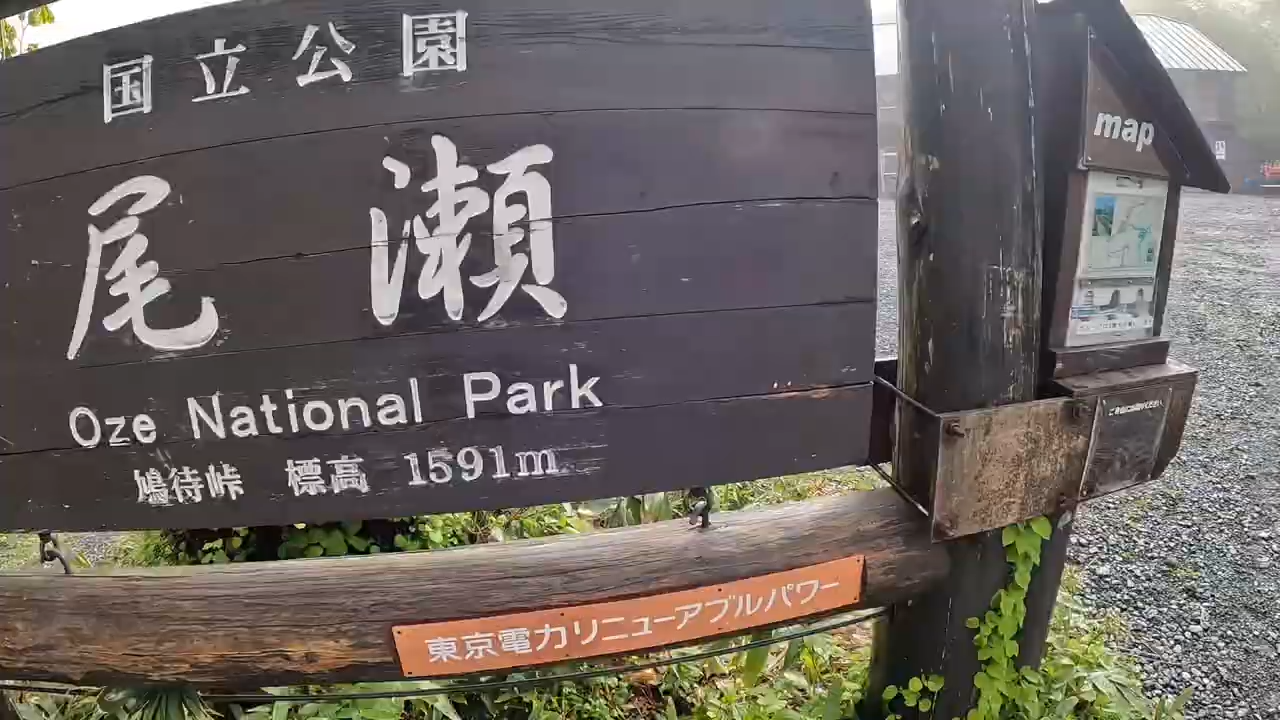 国立公園
尾瀬
Oze National Park
鳩待峠 標高 1591m
東京電力リニューアブルパワー
map